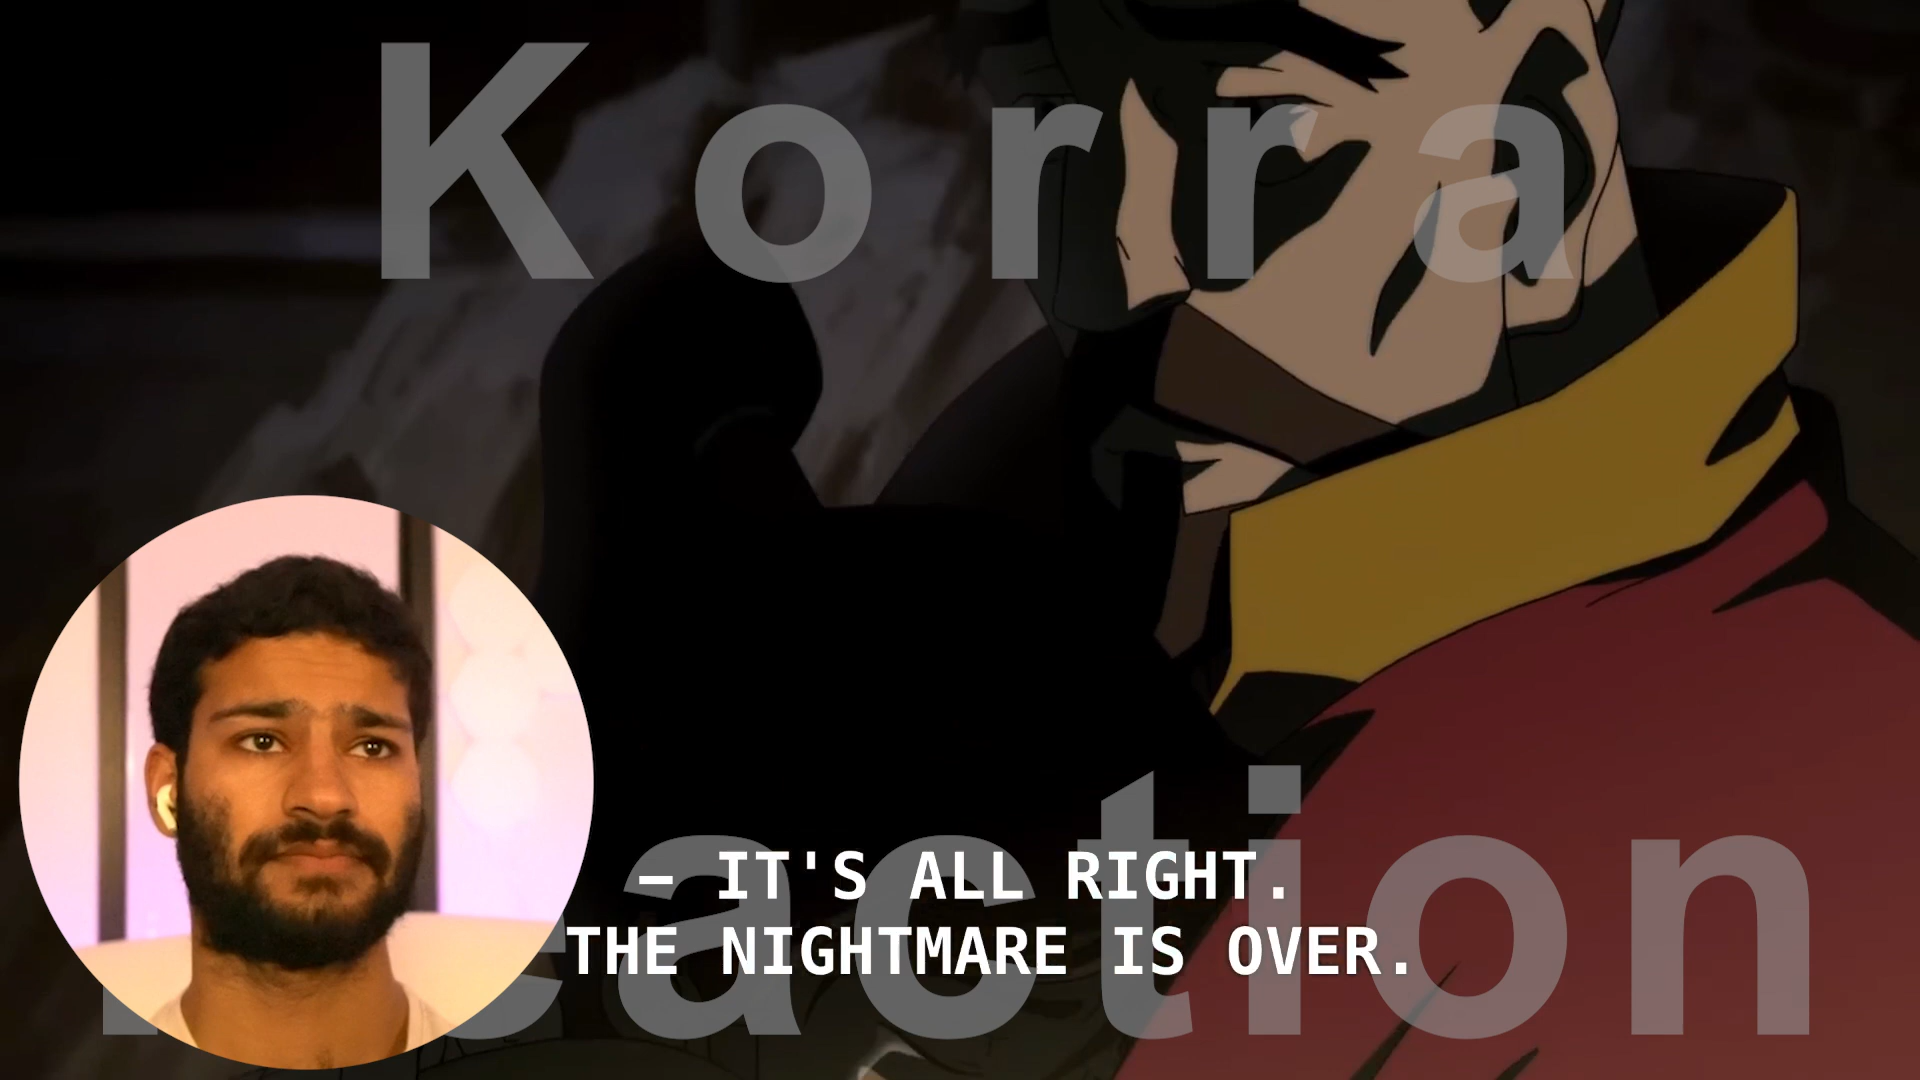 Korra
Reaction
– IT'S ALL RIGHT.
THE NIGHTMARE IS OVER.